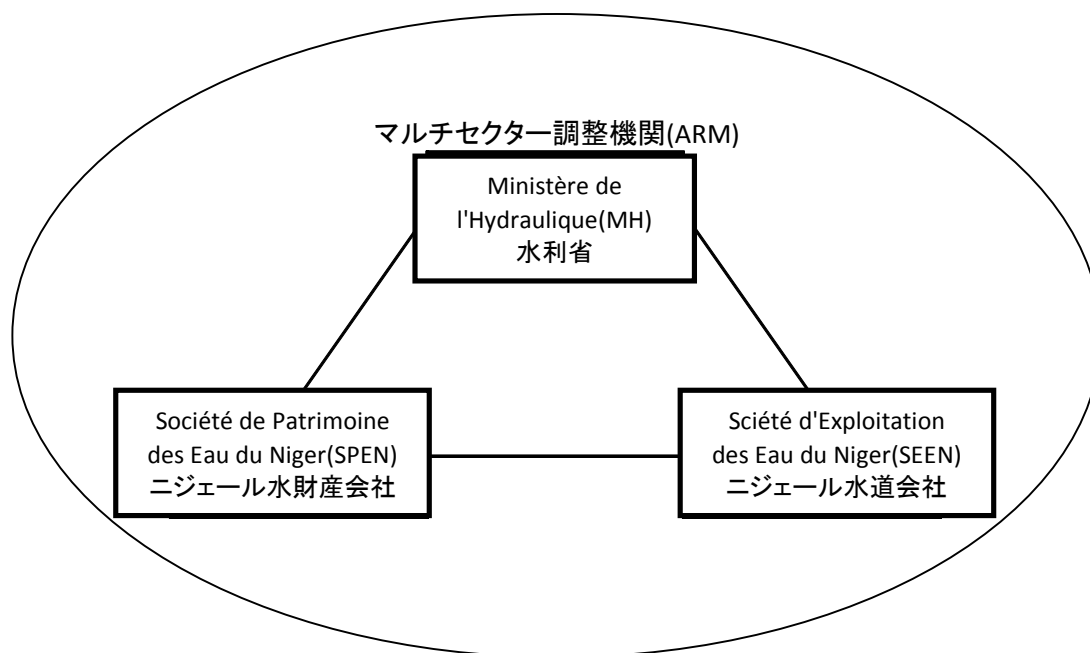 マルチセクター調整機関(ARM)
Ministère de
l'Hydraulique(MH)
水利省
Société de Patrimoine
des Eau du Niger(SPEN)
ニジェール水財産会社
Sciété d'Exploitation
des Eau du Niger(SEEN)
ニジェール水道会社